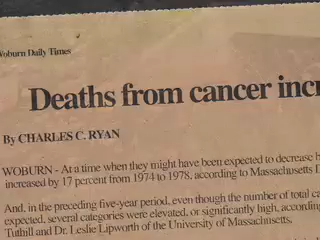 Woburn Daily Times
Deaths from cancer incr
By CHARLES C. RYAN
WOBURN - At a time when they might have been expected to decrease b
increased by 17 percent from 1974 to 1978, according to Massachusetts D
And, in the preceding five-year period, even though the number of total ca
expected, several categories were elevated, or significantly high, accordin
Tuthill and Dr. Leslie Lipworth of the University of Massachusetts.